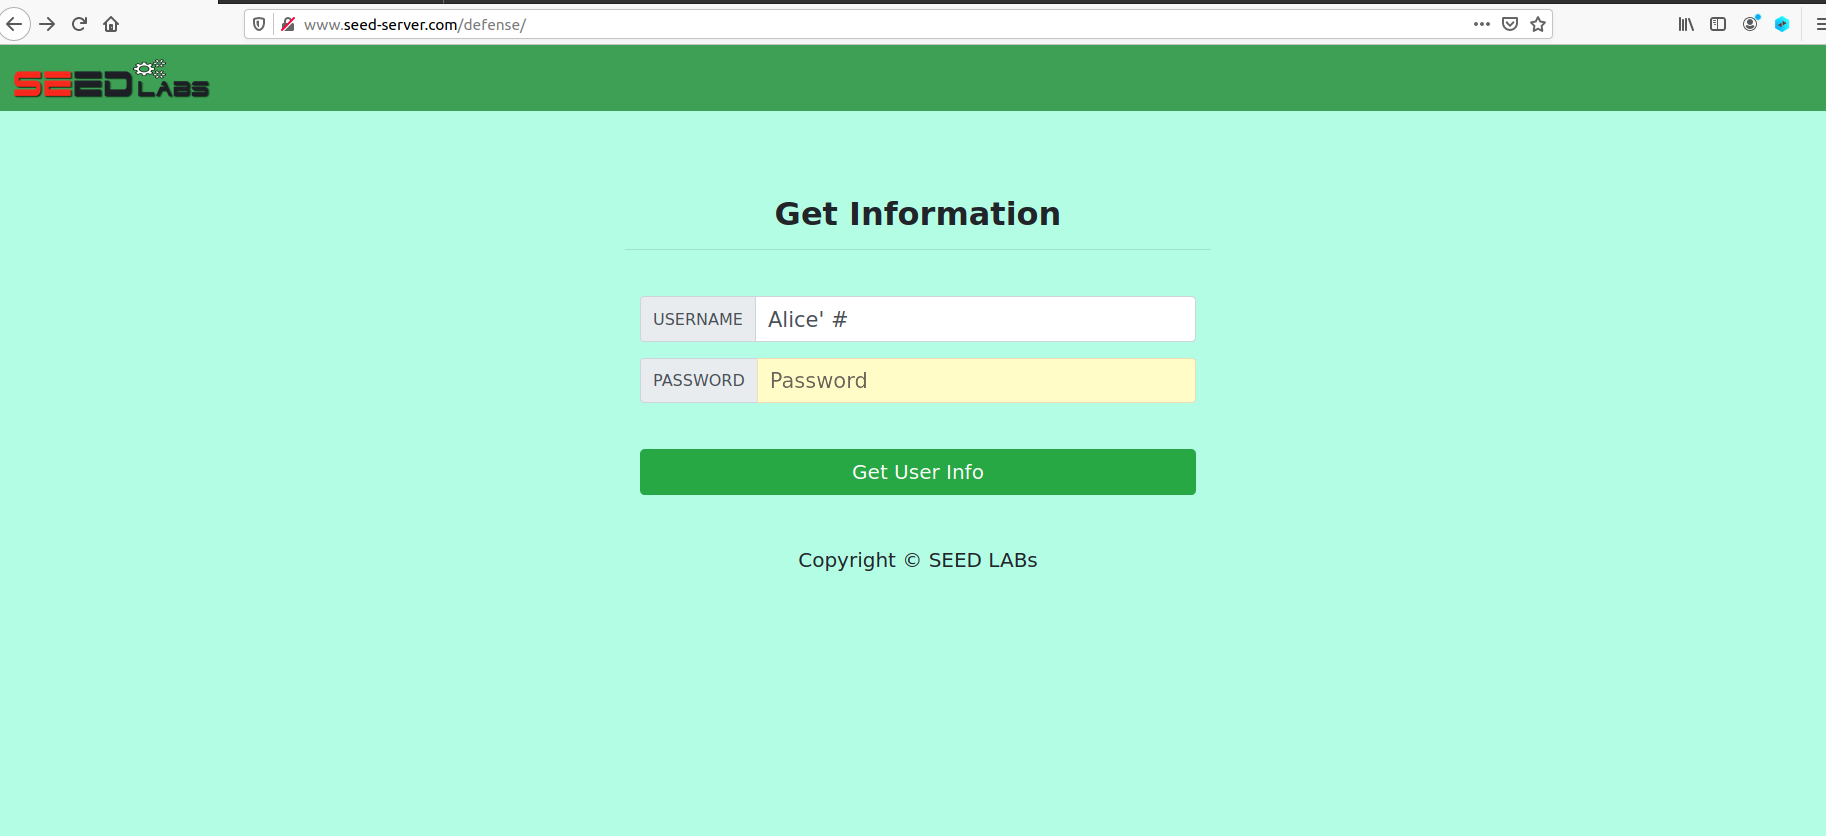 www.seed-server.com/defense/
SEED LABS
Get Information
USERNAME Alice' #
PASSWORD Password
Get User Info
Copyright © SEED LABs